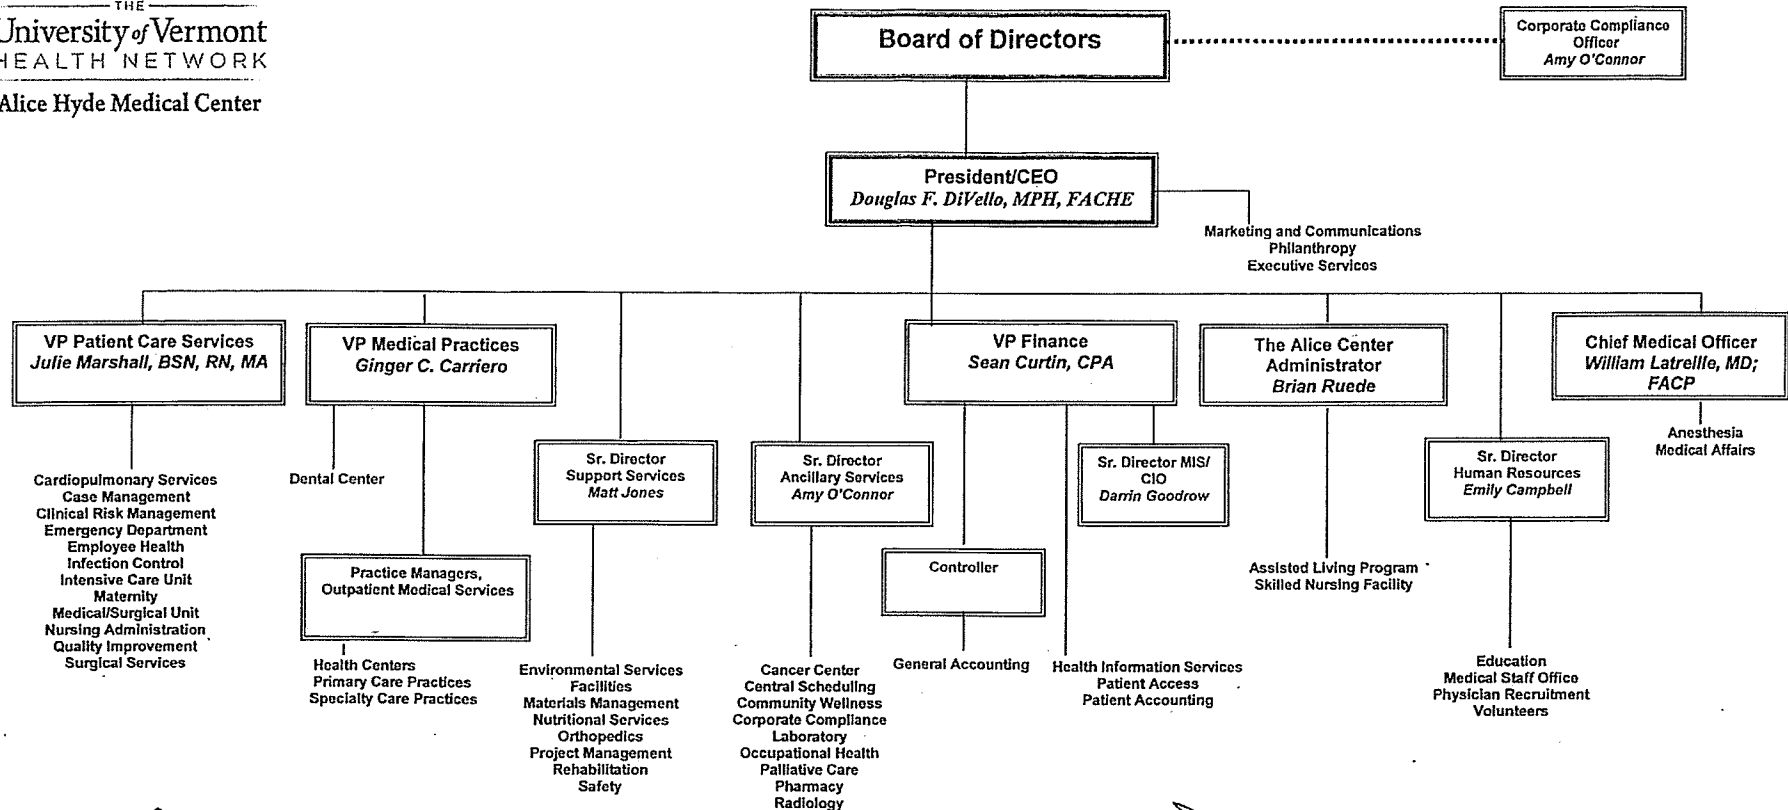 THE
University of Vermont
HEALTH NETWORK
Alice Hyde Medical Center
Board of Directors
Corporate Compliance
Officer
Amy O'Connor
President/CEO
Douglas F. DiVello, MPH, FACHE
Marketing and Communications
Philanthropy
Executive Services
VP Patient Care Services
Julie Marshall, BSN, RN, MA
VP Medical Practices
Ginger C. Carriero
VP Finance
Sean Curtin, CPA
The Alice Center
Administrator
Brian Ruede
Chief Medical Officer
William Latreille, MD;
FACP
Cardiopulmonary Services
Case Management
Clinical Risk Management
Emergency Department
Employee Health
Infection Control
Intensive Care Unit
Maternity
Medical/Surgical Unit
Nursing Administration
Quality Improvement
Surgical Services
Dental Center
Practice Managers,
Outpatient Medical Services
Health Centers
Primary Care Practices
Specialty Care Practices
Sr. Director
Support Services
Matt Jones
Environmental Services
Facilities
Materials Management
Nutritional Services
Orthopedics
Project Management
Rehabilitation
Safety
Sr. Director
Ancillary Services
Amy O'Connor
Cancer Center
Central Scheduling
Community Wellness
Corporate Compliance
Laboratory
Occupational Health
Palliative Care
Pharmacy
Radiology
Controller
General Accounting
Sr. Director MIS/
CIO
Darrin Goodrow
Health Information Services
Patient Access
Patient Accounting
Assisted Living Program
Skilled Nursing Facility
Sr. Director
Human Resources
Emily Campbell
Education
Medical Staff Office
Physician Recruitment
Volunteers
Anesthesia
Medical Affairs